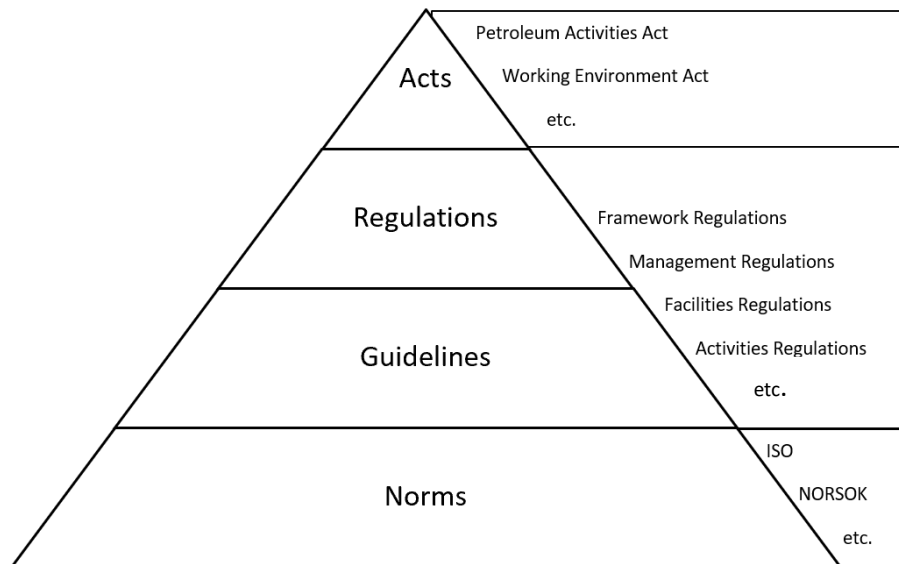 Petroleum Activities Act
Acts
Working Environment Act
etc.
Regulations
Framework Regulations
Management Regulations
Facilities Regulations
Guidelines
Activities Regulations
etc.
ISO
Norms
NORSOK
etc.